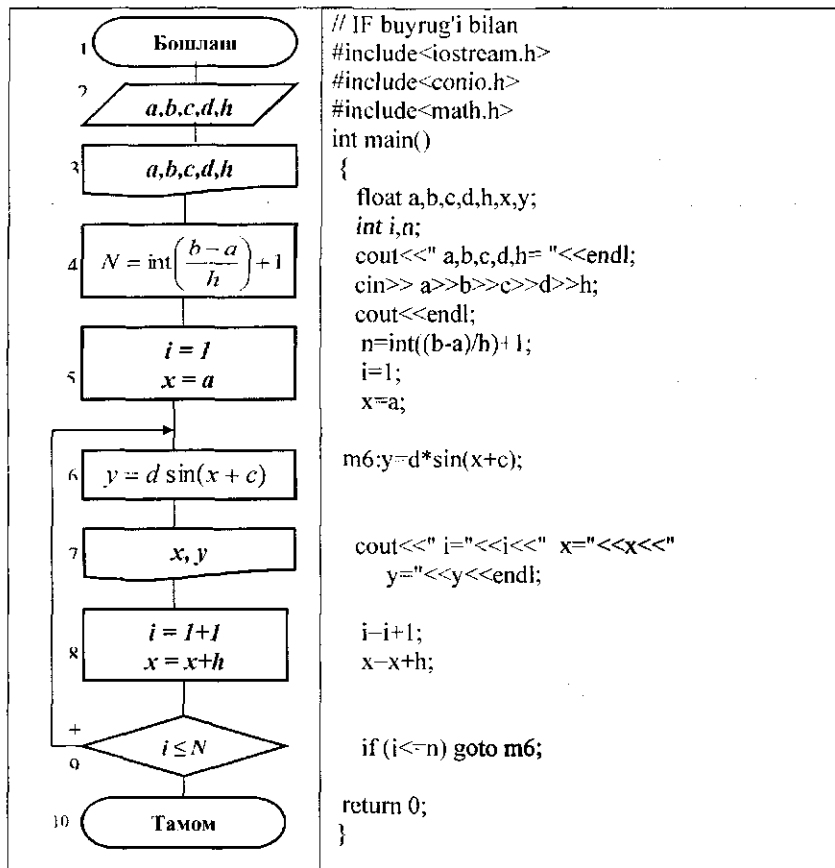 1 Бошлаш
2 a,b,c,d,h
3 a,b,c,d,h
4 N = int((b − a)/h) + 1
5 i = 1
x = a
6 y = d sin(x + c)
7 x, y
8 i = 1+1
x = x+h
+
9 i ≤ N
10 Тамом
// IF buyrug'i bilan
#include<iostream.h>
#include<conio.h>
#include<math.h>
int main()
{
float a,b,c,d,h,x,y;
int i,n;
cout<<" a,b,c,d,h= "<<endl;
cin>> a>>b>>c>>d>>h;
cout<<endl;
n=int((b-a)/h)+1;
i=1;
x=a;
m6:y=d*sin(x+c);
cout<<" i="<<i<<" x="<<x<<"
y="<<y<<endl;
i–i+1;
x–x+h;
if (i<=n) goto m6;
return 0;
}